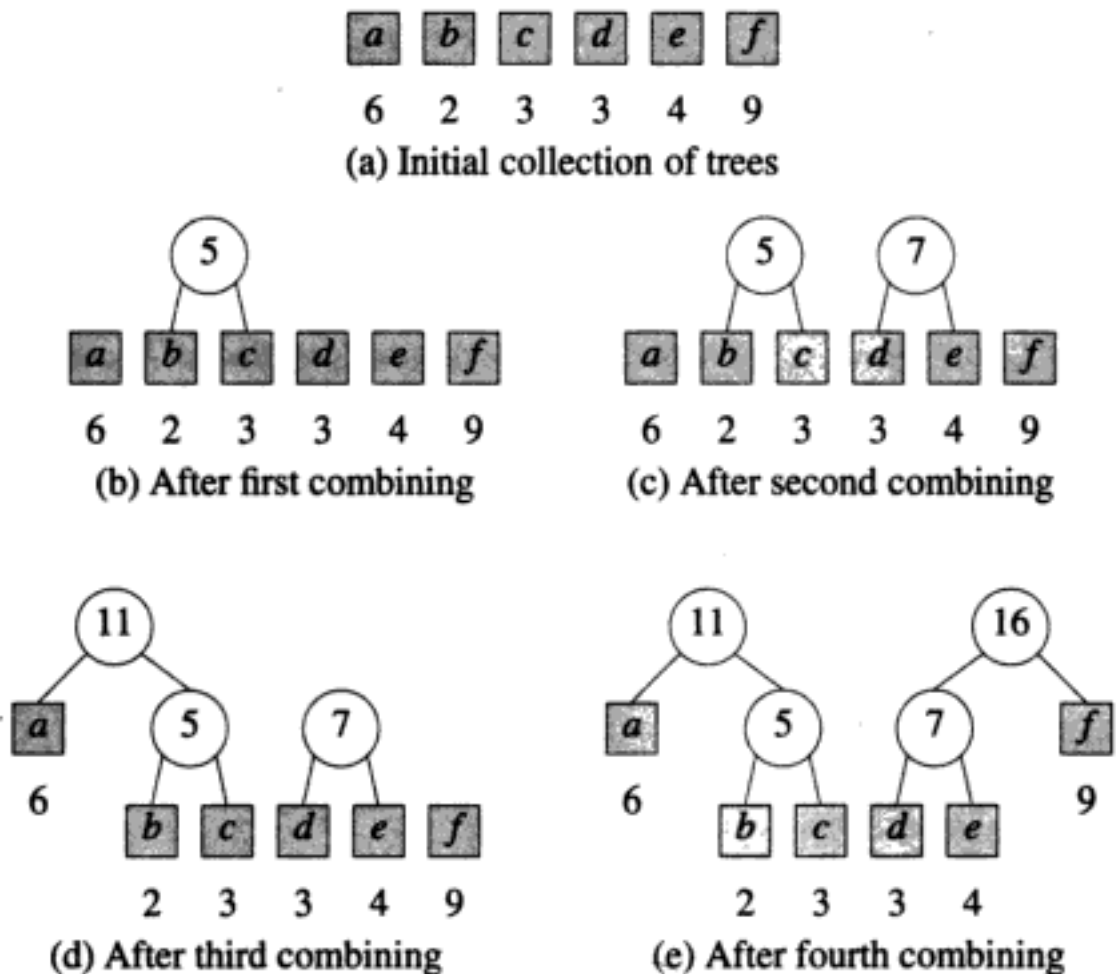 a b c d e f
6 2 3 3 4 9
(a) Initial collection of trees
5
a b c d e f
6 2 3 3 4 9
(b) After first combining
5 7
a b c d e f
6 2 3 3 4 9
(c) After second combining
11
a 5 7
6
b c d e f
2 3 3 4 9
(d) After third combining
11 16
a 5 7 f
6 9
b c d e
2 3 3 4
(e) After fourth combining